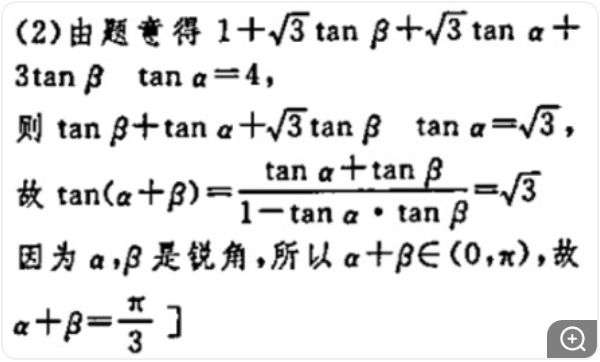 (2)由题意得 1+√3 tan β+√3 tan α+
3tan β tan α=4,
则 tan β+tan α+√3 tan β tan α=√3,
故 tan(α+β)=(tan α+tan β)/(1-tan α·tan β)=√3
因为 α,β 是锐角,所以 α+β∈(0,π),故
α+β=π/3 ]